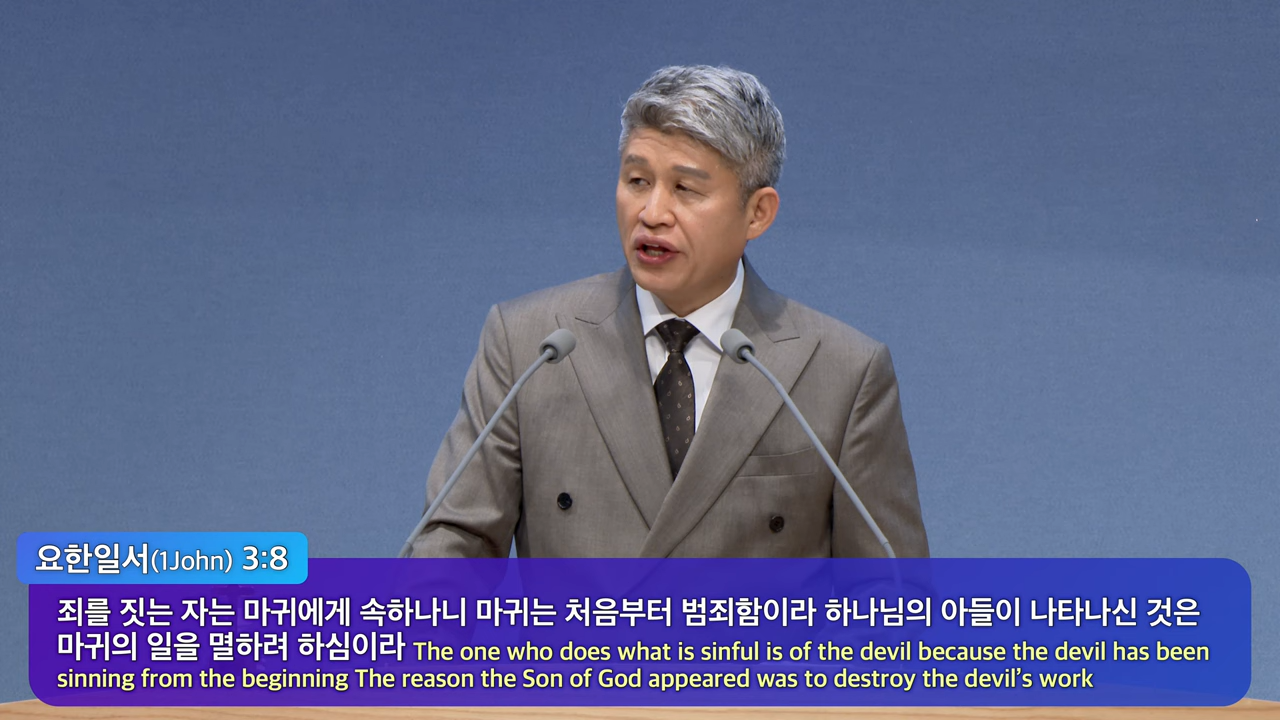 요한일서(1John) 3:8
죄를 짓는 자는 마귀에게 속하나니 마귀는 처음부터 범죄함이라 하나님의 아들이 나타나신 것은
마귀의 일을 멸하려 하심이라 The one who does what is sinful is of the devil because the devil has been
sinning from the beginning The reason the Son of God appeared was to destroy the devil’s work